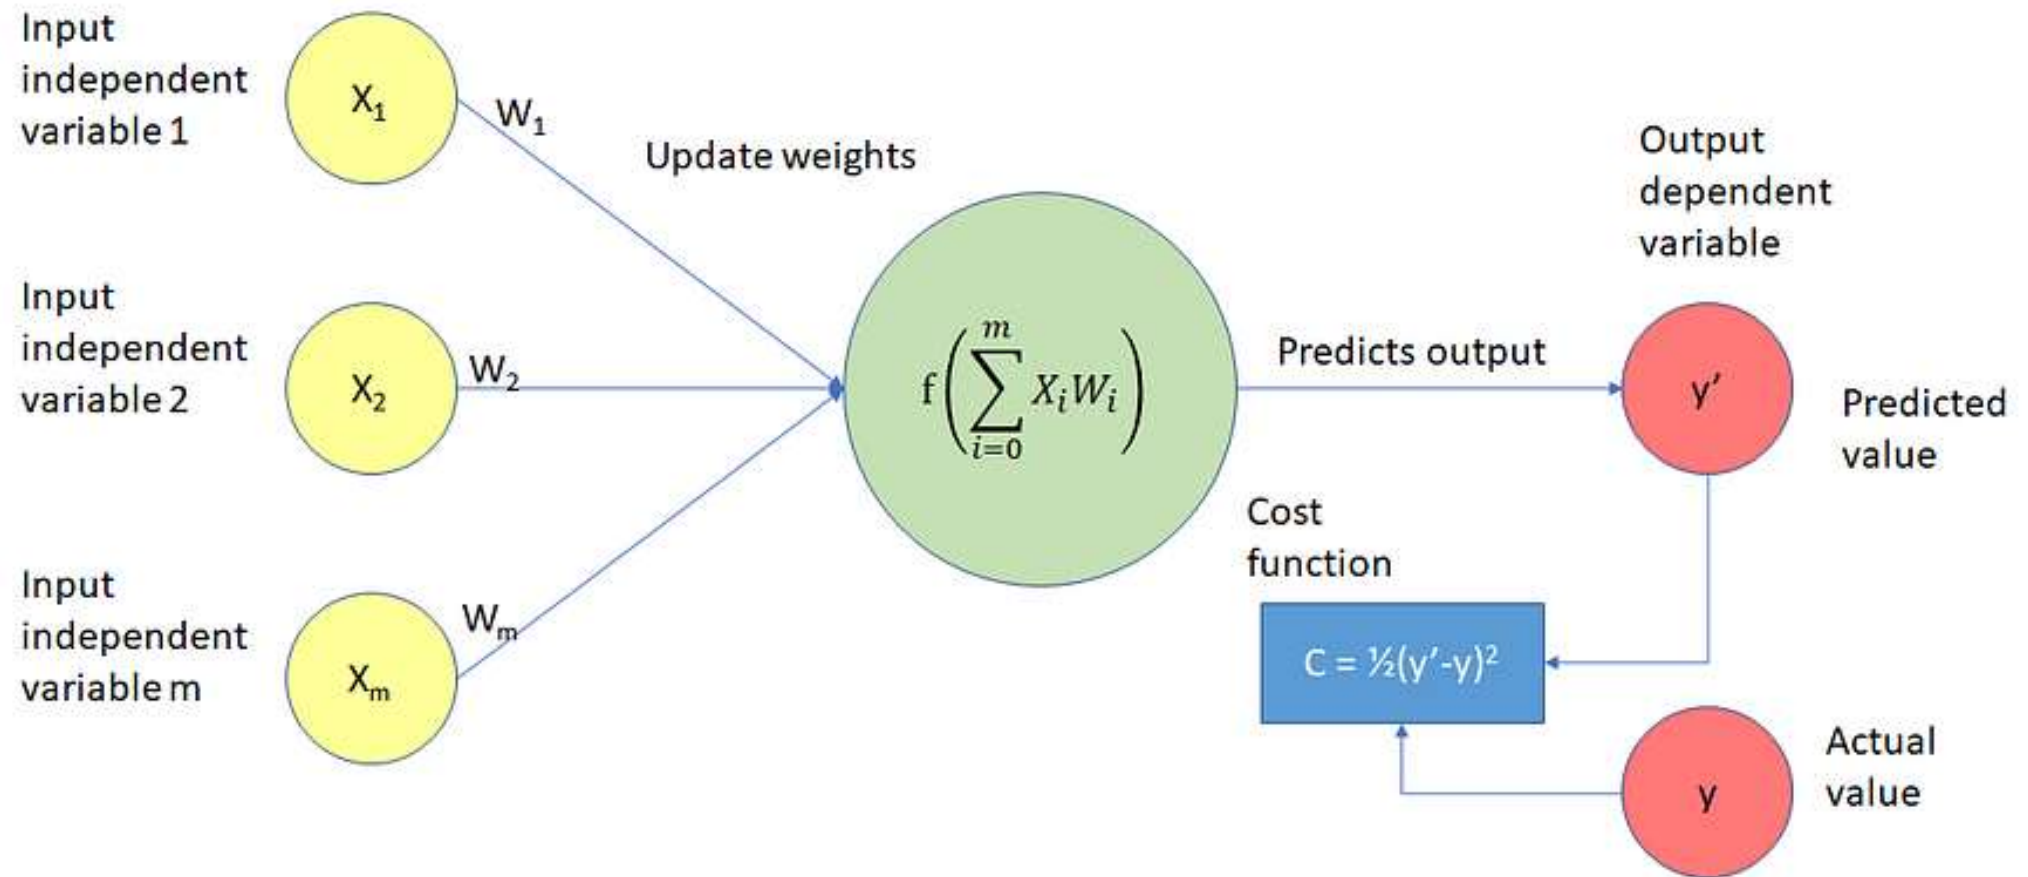 Input
independent
variable 1
X₁
W₁
Update weights
Input
independent
variable 2
X₂
W₂
Input
independent
variable m
Xₘ
Wₘ
f(∑ᵢ₌₀ᵐ XᵢWᵢ)
Predicts output
Output
dependent
variable
y’
Predicted
value
Cost
function
C = ½(y’-y)²
y
Actual
value